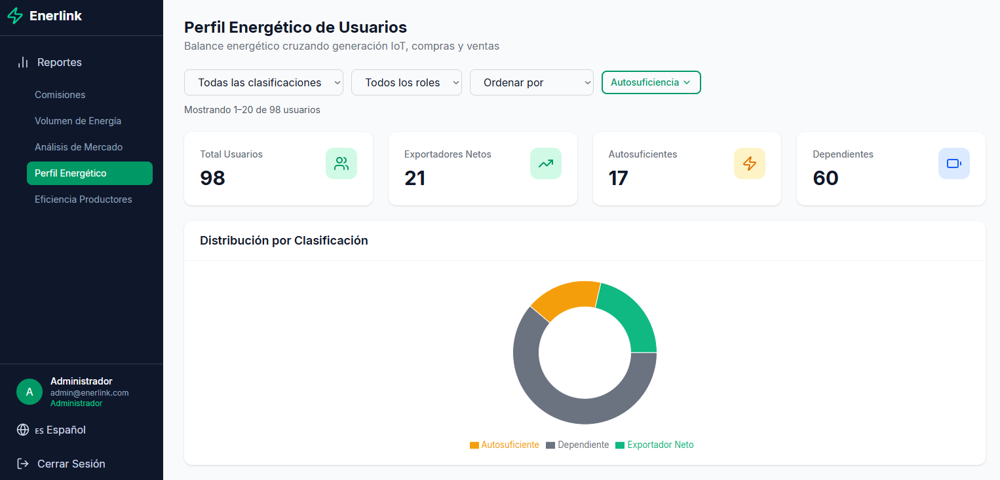 Enerlink
Reportes
Comisiones
Volumen de Energía
Análisis de Mercado
Perfil Energético
Eficiencia Productores
A
Administrador
admin@enerlink.com
Administrador
ES Español
Cerrar Sesión
Perfil Energético de Usuarios
Balance energético cruzando generación IoT, compras y ventas
Todas las clasificaciones
Todos los roles
Ordenar por
Autosuficiencia
Mostrando 1–20 de 98 usuarios
Total Usuarios
98
Exportadores Netos
21
Autosuficientes
17
Dependientes
60
Distribución por Clasificación
Autosuficiente Dependiente Exportador Neto